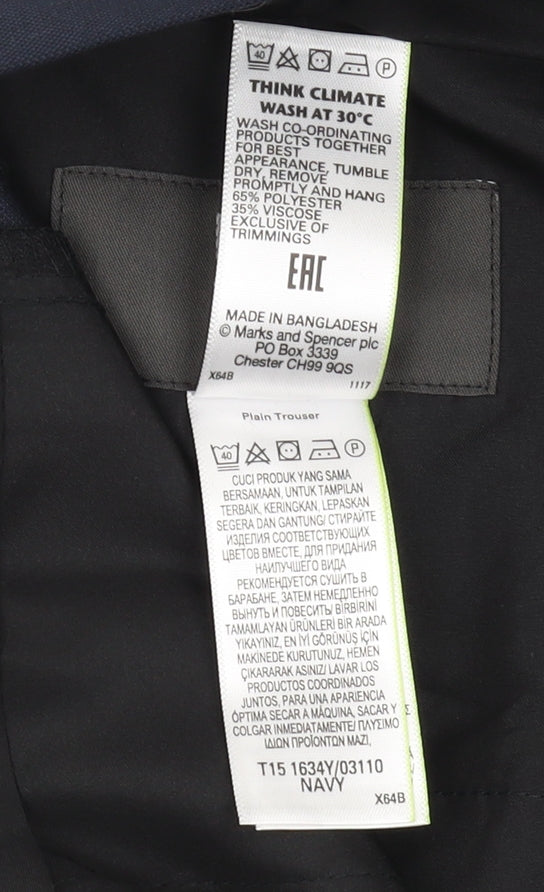 40
P
THINK CLIMATE
WASH AT 30°C
WASH CO-ORDINATING
PRODUCTS TOGETHER
FOR BEST
APPEARANCE, TUMBLE
DRY, REMOVE
PROMPTLY AND HANG
65% POLYESTER
35% VISCOSE
EXCLUSIVE OF
TRIMMINGS
EAC
MADE IN BANGLADESH
© Marks and Spencer plc
PO Box 3339
Chester CH99 9QS
X64B 1117
Plain Trouser
40
P
CUCI PRODUK YANG SAMA
BERSAMAAN, UNTUK TAMPILAN
TERBAIK, KERINGKAN, LEPASKAN
SEGERA DAN GANTUNG/ СТИРАЙТЕ
ИЗДЕЛИЯ СООТВЕТСТВУЮЩИХ
ЦВЕТОВ ВМЕСТЕ, ДЛЯ ПРИДАНИЯ
НАИЛУЧШЕГО ВИДА
РЕКОМЕНДУЕТСЯ СУШИТЬ В
БАРАБАНЕ, ЗАТЕМ НЕМЕДЛЕННО
ВЫНУТЬ И ПОВЕСИТЬ/ BİRBİRİNİ
TAMAMLAYAN ÜRÜNLERİ BİR ARADA
YIKAYINIZ, EN İYİ GÖRÜNÜŞ İÇİN
MAKİNEDE KURUTUNUZ, HEMEN
ÇIKARARAK ASINIZ/ LAVAR LOS
PRODUCTOS COORDINADOS
JUNTOS, PARA UNA APARIENCIA
ÓPTIMA SECAR A MÁQUINA, SACAR Y
COLGAR INMEDIATAMENTE/ ΠΛΥΣΙΜΟ
ΙΔΙΩΝ ΠΡΟΪΟΝΤΩΝ ΜΑΖΙ,
T15 1634Y/03110
NAVY
X64B